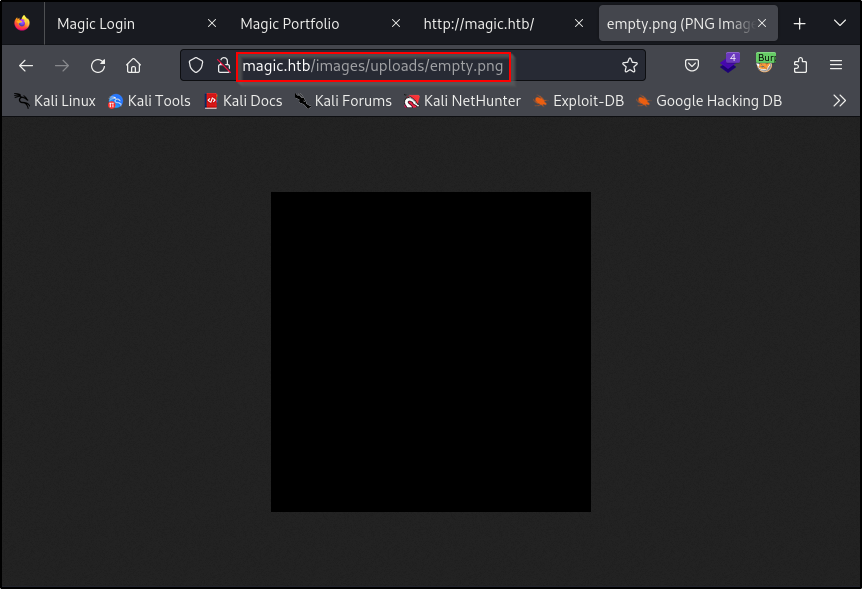 Magic Login Magic Portfolio http://magic.htb/ empty.png (PNG Imag
magic.htb/images/uploads/empty.png 4 Bur
Kali Linux Kali Tools Kali Docs Kali Forums Kali NetHunter Exploit-DB Google Hacking DB